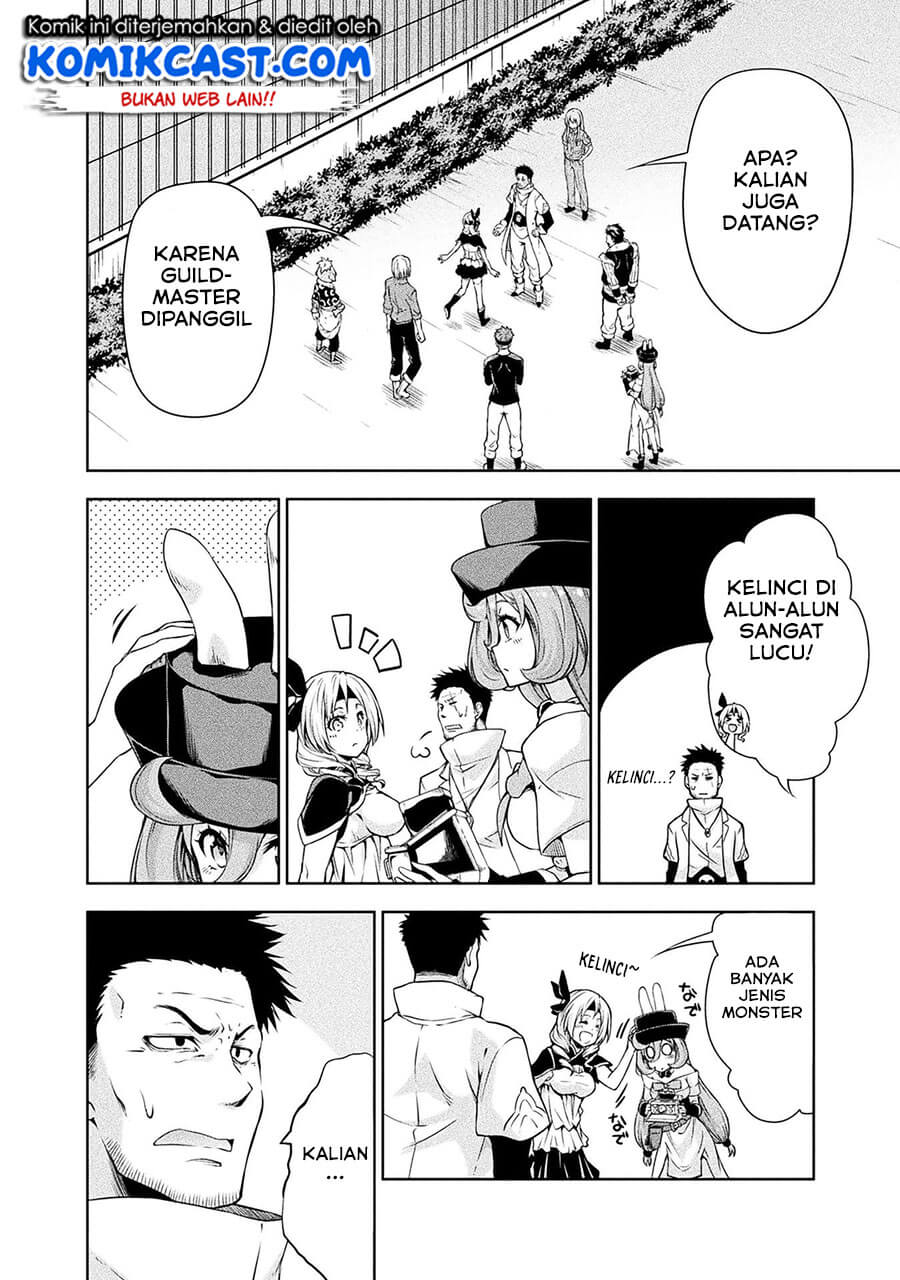 Komik ini diterjemahkan & diedit oleh
KOMIKCAST.COM
BUKAN WEB LAIN!!
APA?
KALIAN
JUGA
DATANG?
KARENA
GUILD-
MASTER
DIPANGGIL
KELINCI DI
ALUN-ALUN
SANGAT
LUCU!
KELINCI...?
KELINCI~
ADA
BANYAK
JENIS
MONSTER
なで
なで
KALIAN
...